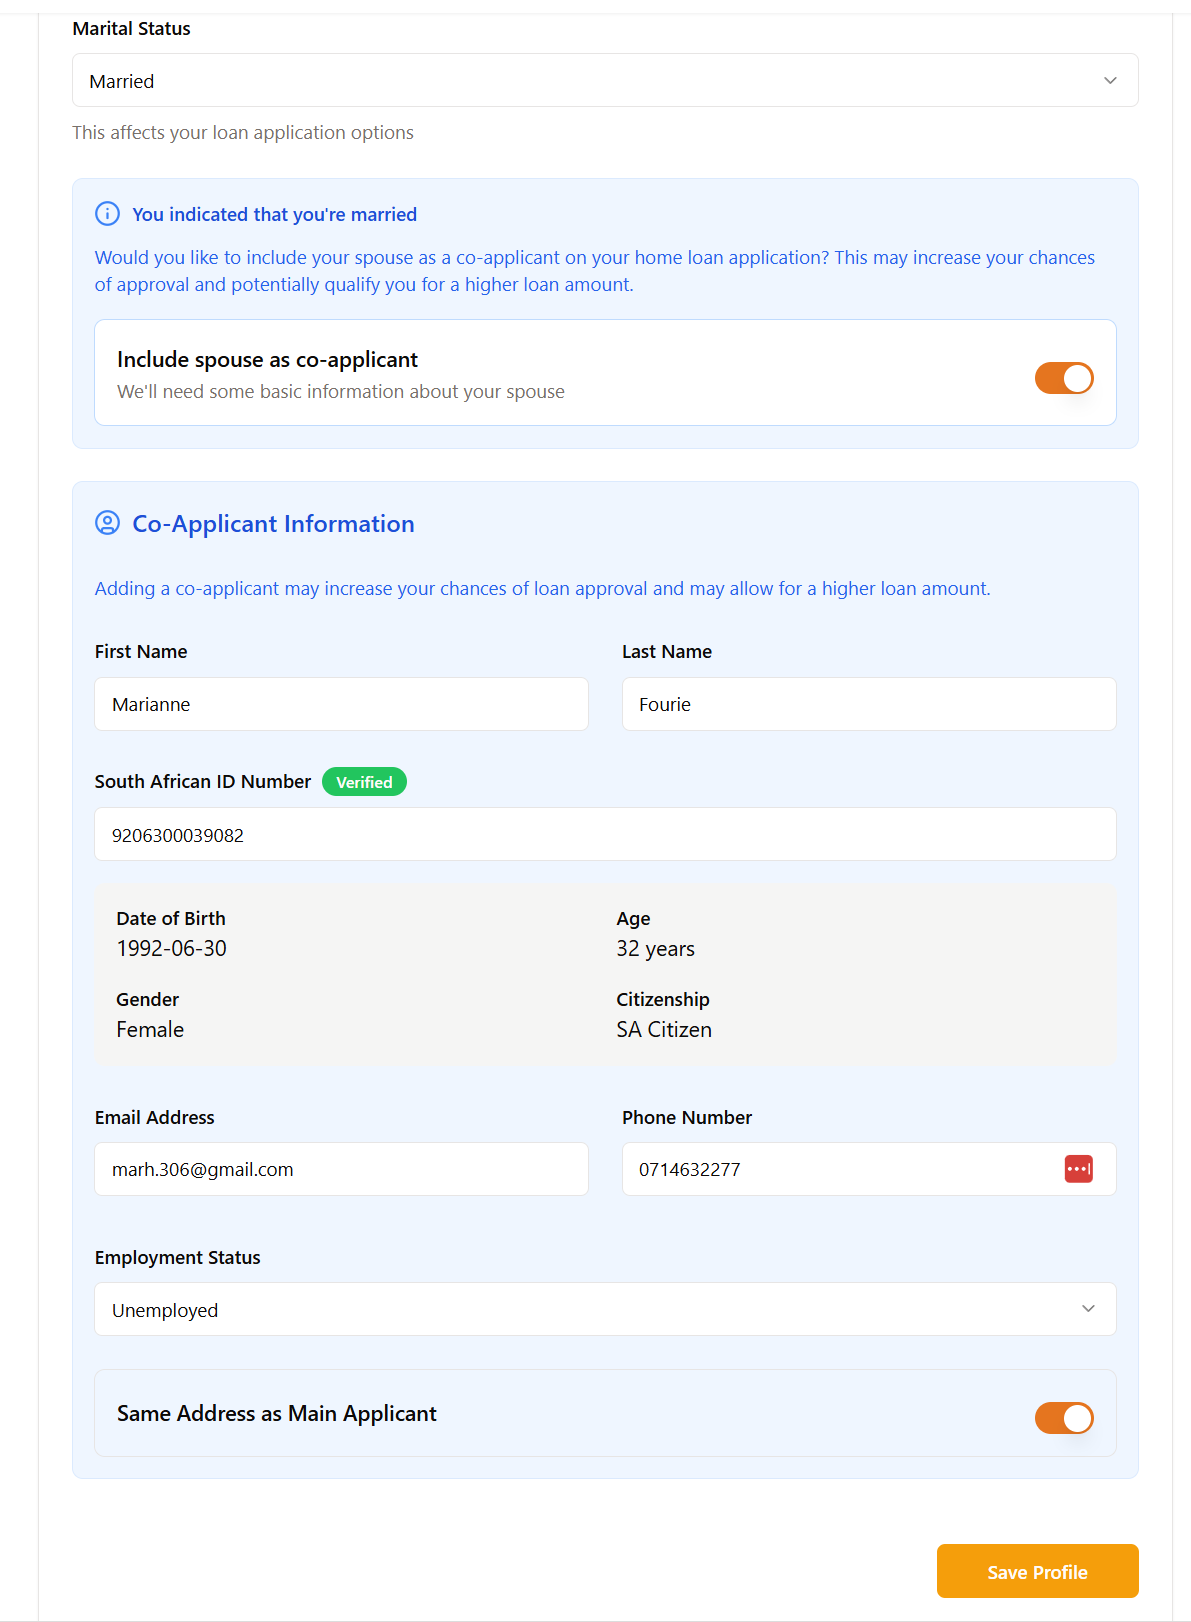 Marital Status
Married
This affects your loan application options
You indicated that you're married
Would you like to include your spouse as a co-applicant on your home loan application? This may increase your chances
of approval and potentially qualify you for a higher loan amount.
Include spouse as co-applicant
We'll need some basic information about your spouse
Co-Applicant Information
Adding a co-applicant may increase your chances of loan approval and may allow for a higher loan amount.
First Name
Last Name
Marianne
Fourie
South African ID Number Verified
9206300039082
Date of Birth
Age
1992-06-30
32 years
Gender
Citizenship
Female
SA Citizen
Email Address
Phone Number
marh.306@gmail.com
0714632277
Employment Status
Unemployed
Same Address as Main Applicant
Save Profile